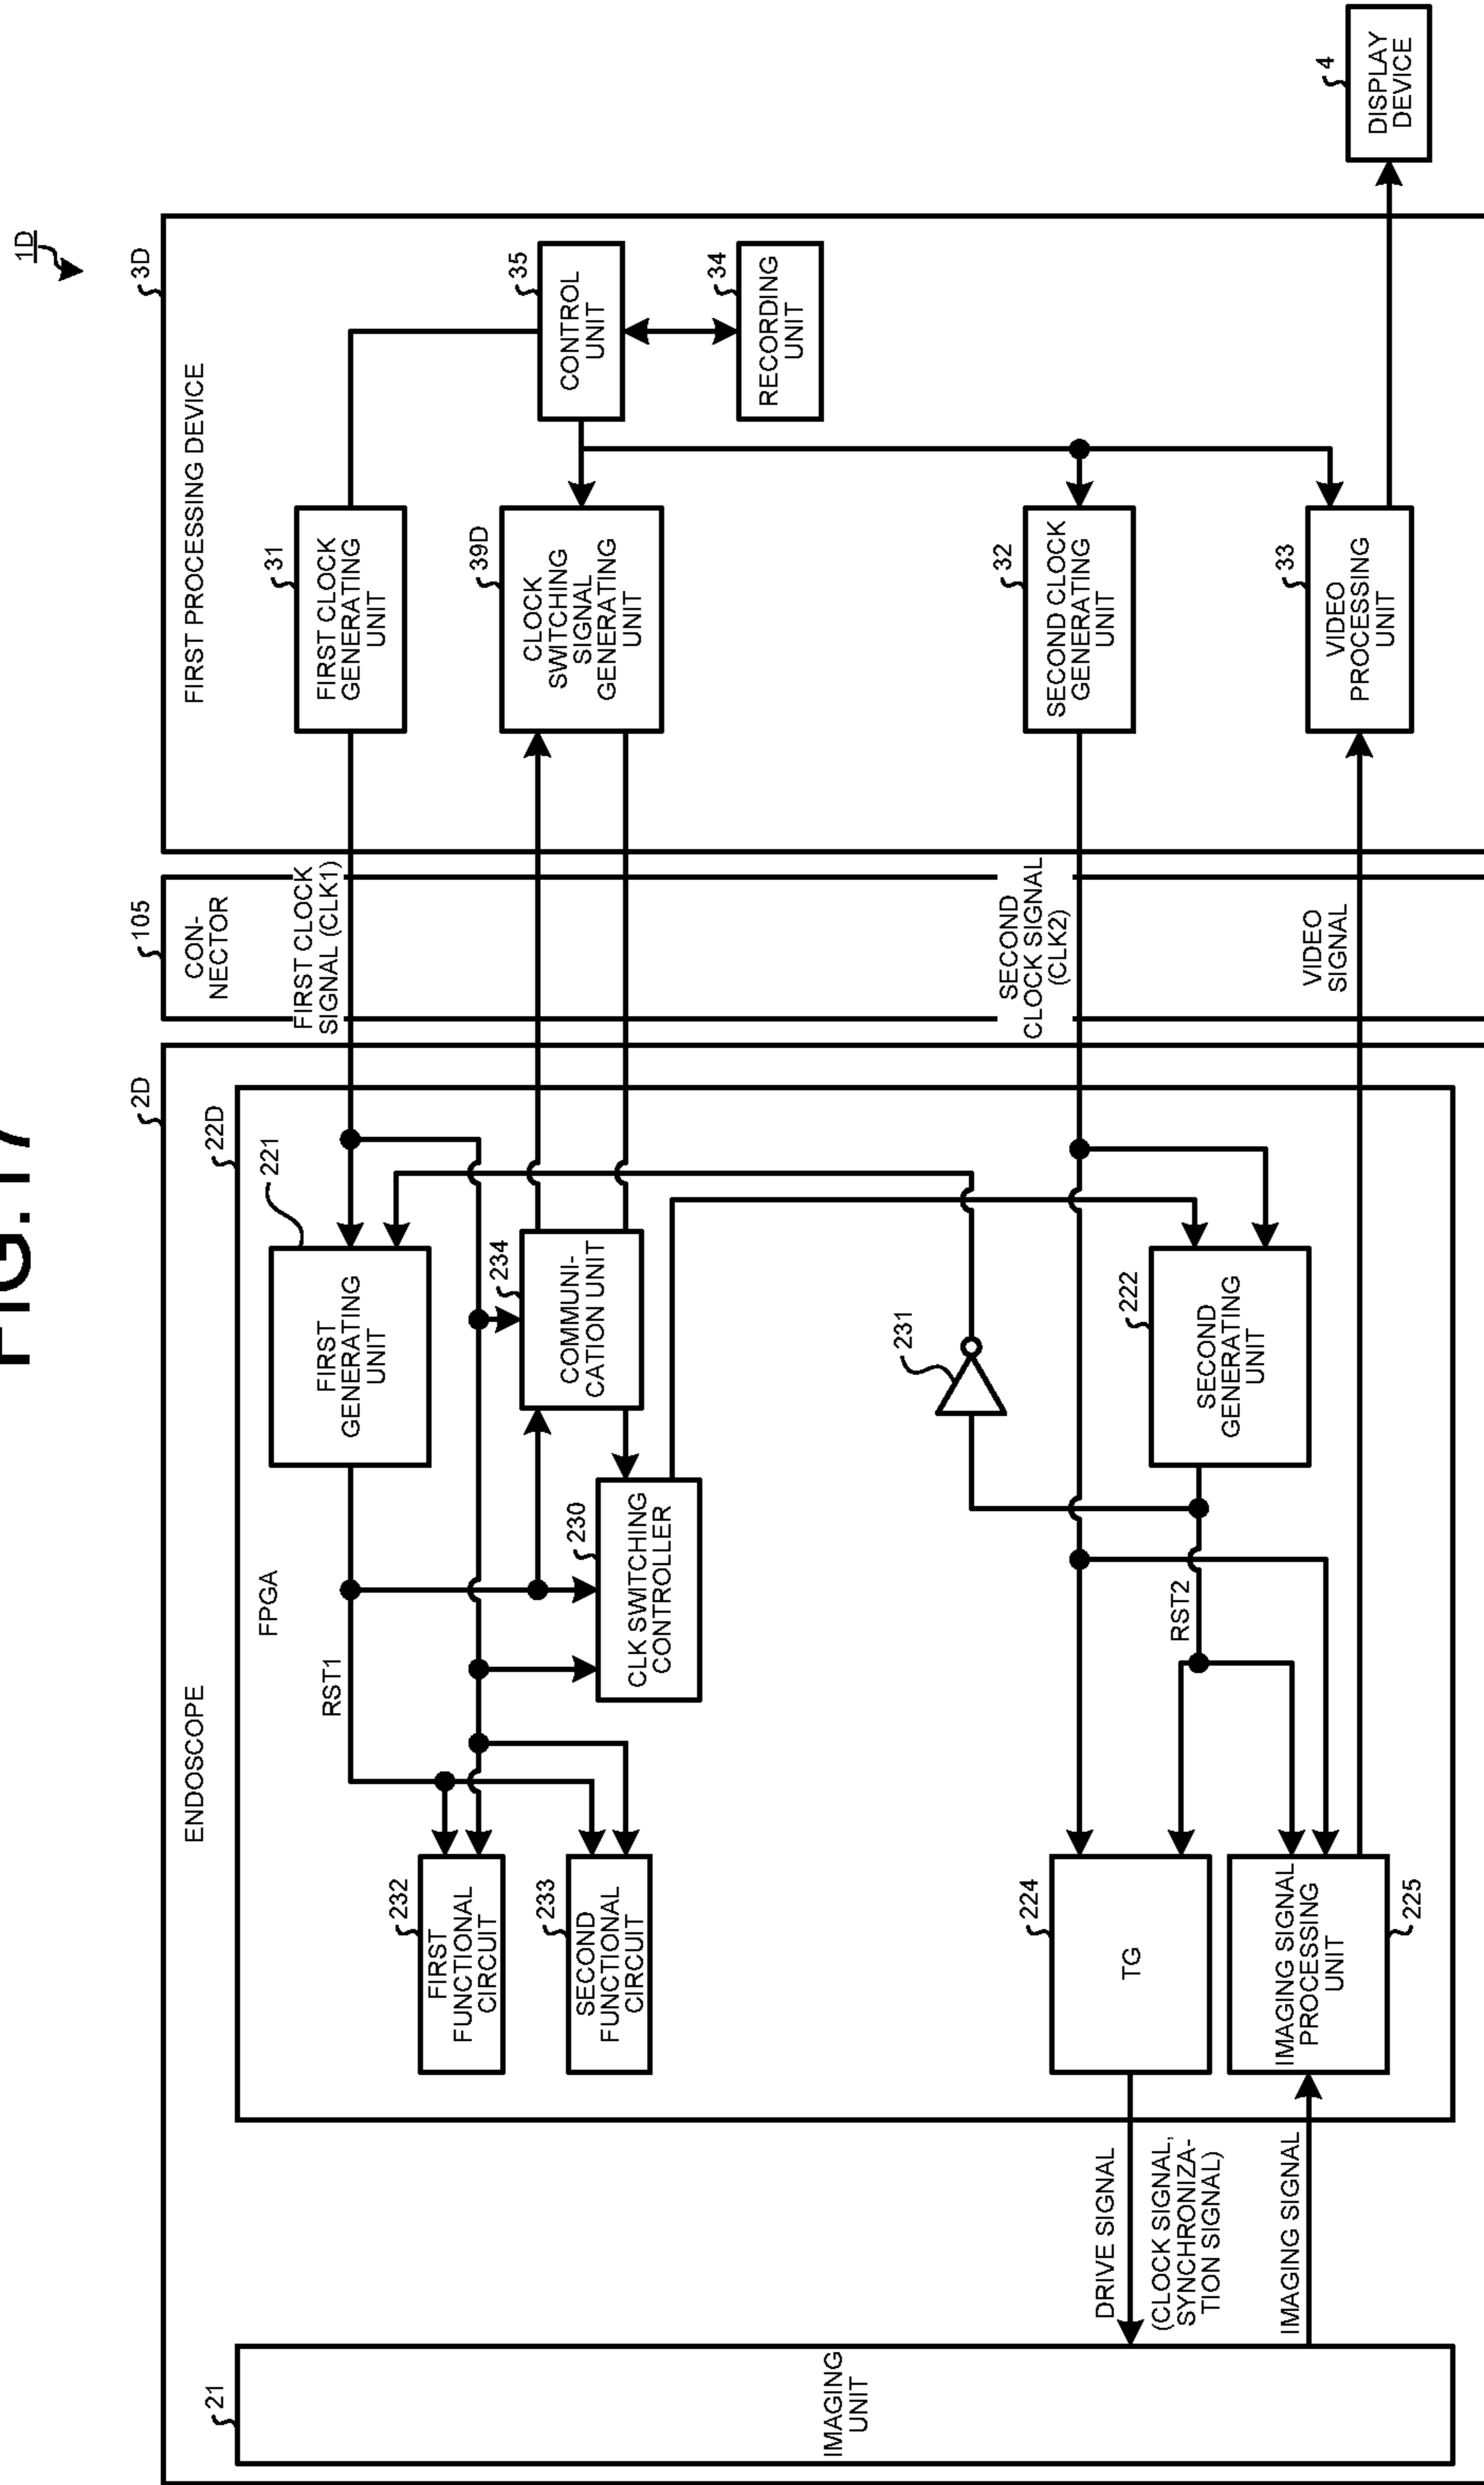 FIG.17
1D
2D
ENDOSCOPE
105
CON-
NECTOR
3D
FIRST PROCESSING DEVICE
21
IMAGING
UNIT
22D
FPGA
221
FIRST
GENERATING
UNIT
RST1
FIRST CLOCK
SIGNAL (CLK1)
31
FIRST CLOCK
GENERATING
UNIT
232
FIRST
FUNCTIONAL
CIRCUIT
233
SECOND
FUNCTIONAL
CIRCUIT
230
CLK SWITCHING
CONTROLLER
234
COMMUNI-
CATION UNIT
39D
CLOCK
SWITCHING
SIGNAL
GENERATING
UNIT
35
CONTROL
UNIT
34
RECORDING
UNIT
231
DRIVE SIGNAL
(CLOCK SIGNAL,
SYNCHRONIZA-
TION SIGNAL)
224
TG
RST2
222
SECOND
GENERATING
UNIT
SECOND
CLOCK SIGNAL
(CLK2)
32
SECOND CLOCK
GENERATING
UNIT
IMAGING SIGNAL
IMAGING SIGNAL
PROCESSING
UNIT
225
VIDEO
SIGNAL
33
VIDEO
PROCESSING
UNIT
4
DISPLAY
DEVICE